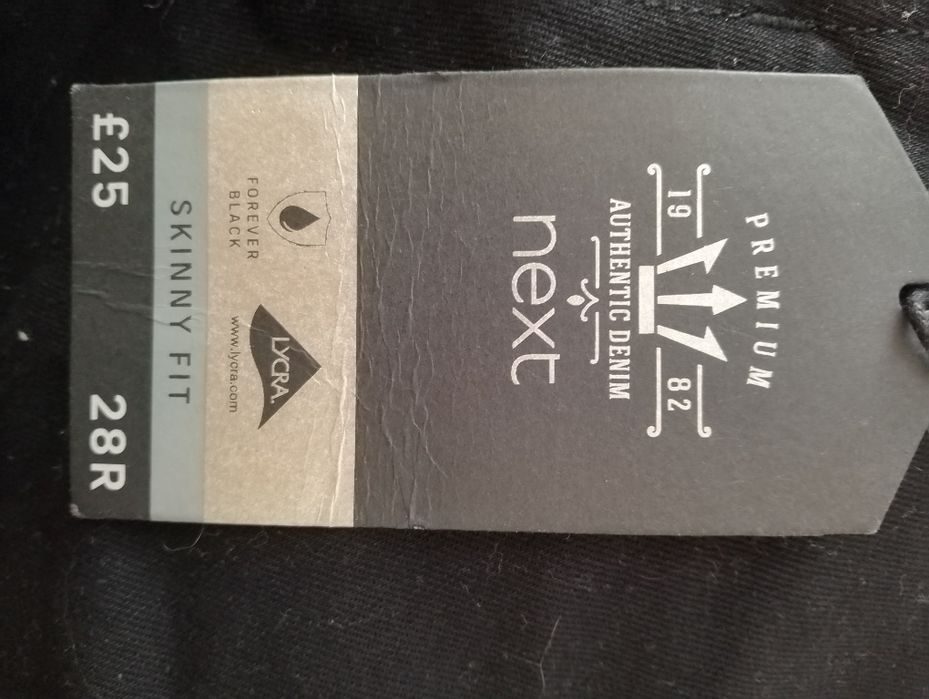 PREMIUM
19 82
AUTHENTIC DENIM
next
FOREVER
BLACK
LYCRA.
www.lycra.com
SKINNY FIT
£25 28R